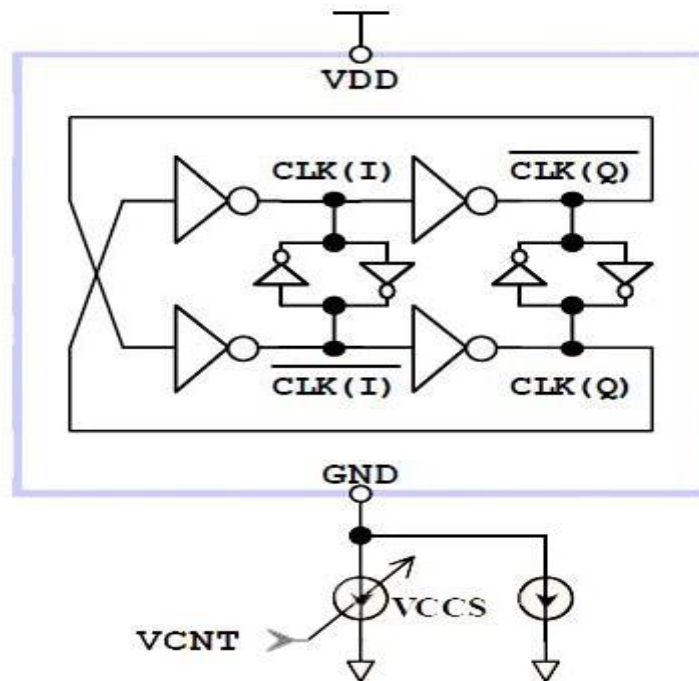 VDD
CLK(I) CLK(Q)
CLK(I) CLK(Q)
GND
VCCS
VCNT